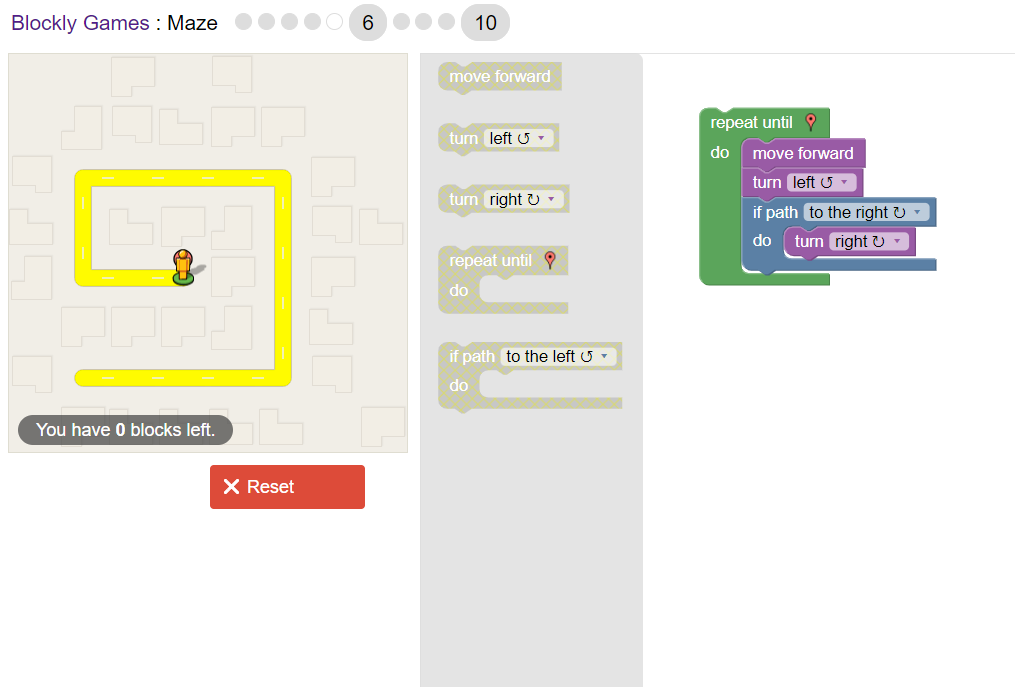 Blockly Games : Maze 6 10
move forward
turn left ↺
turn right ↻
repeat until
do
if path to the left ↺
do
You have 0 blocks left.
Reset
repeat until
do move forward
turn left ↺
if path to the right ↻
do turn right ↻